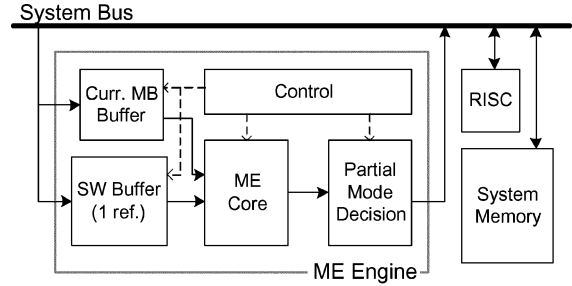 System Bus
Curr. MB
Buffer
Control
RISC
SW Buffer
(1 ref.)
ME
Core
Partial
Mode
Decision
System
Memory
ME Engine